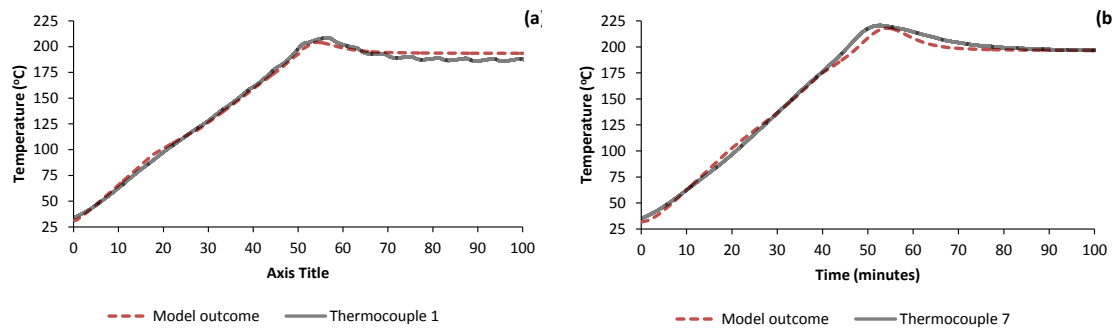 (a)
Temperature (ºC)
225
200
175
150
125
100
75
50
25
0 10 20 30 40 50 60 70 80 90 100
Axis Title
Model outcome Thermocouple 1
(b
Temperature (ºC)
225
200
175
150
125
100
75
50
25
0 10 20 30 40 50 60 70 80 90 100
Time (minutes)
Model outcome Thermocouple 7